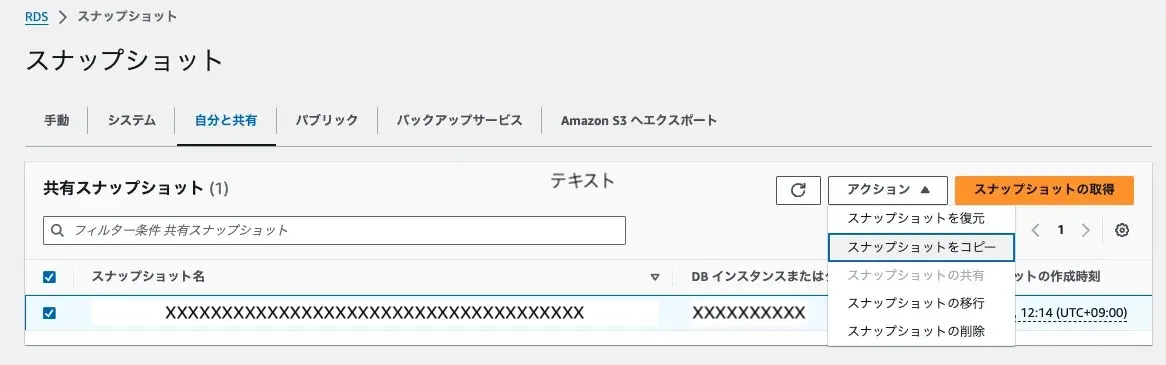 RDS > スナップショット
スナップショット
手動 システム 自分と共有 パブリック バックアップサービス Amazon S3 へエクスポート
共有スナップショット (1)
テキスト
アクション ▲
スナップショットの取得
フィルター条件 共有スナップショット
スナップショットを復元
スナップショットをコピー
スナップショットの共有
スナップショットの移行
スナップショットの削除
< 1 >
スナップショット名 DB インスタンスまたは ットの作成時刻
XXXXXXXXXXXXXXXXXXXXXXXXXXXXXXXXXXXXX XXXXXXXXXX 12:14 (UTC+09:00)